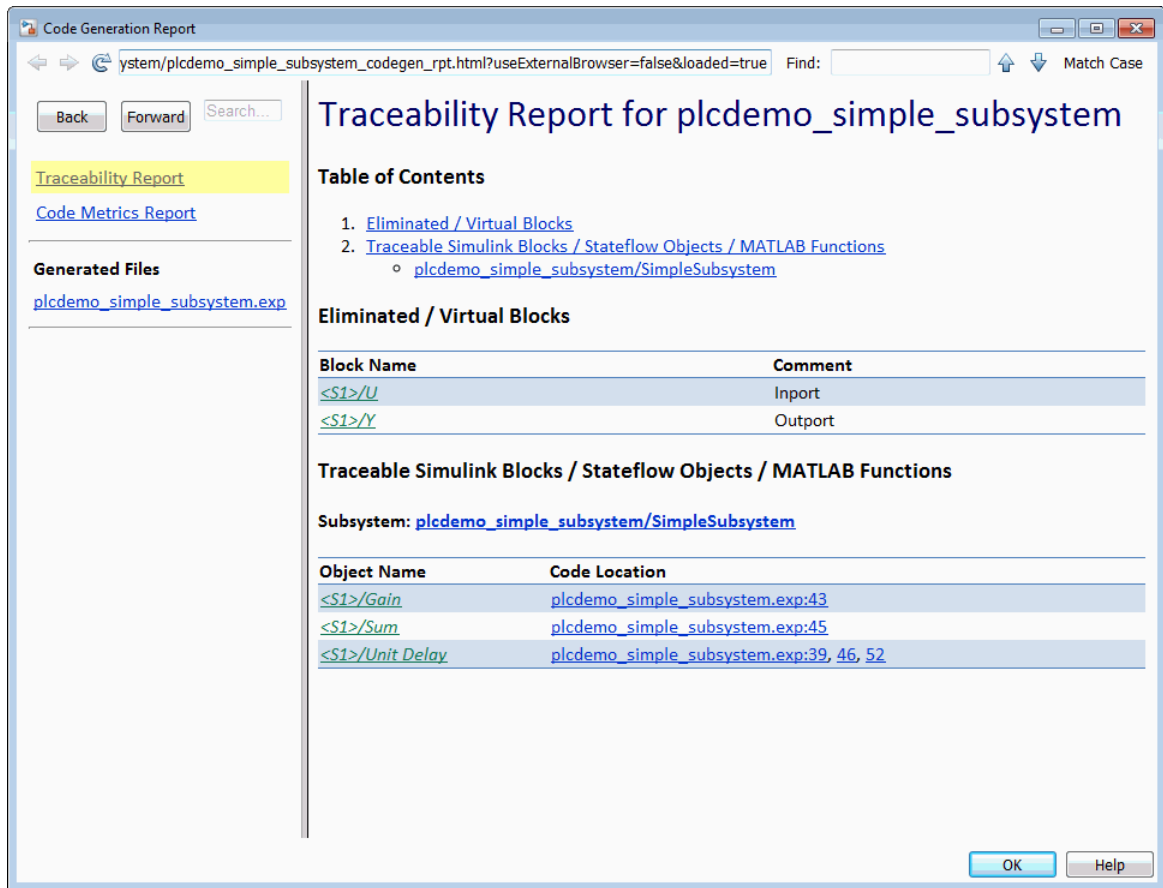 Code Generation Report
ystem/plcdemo_simple_subsystem_codegen_rpt.html?useExternalBrowser=false&loaded=true Find: Match Case
Back Forward Search...
Traceability Report
Code Metrics Report
Generated Files
plcdemo_simple_subsystem.exp
Traceability Report for plcdemo_simple_subsystem
Table of Contents
1. Eliminated / Virtual Blocks
2. Traceable Simulink Blocks / Stateflow Objects / MATLAB Functions
plcdemo_simple_subsystem/SimpleSubsystem
Eliminated / Virtual Blocks
Block Name Comment
<S1>/U Inport
<S1>/Y Outport
Traceable Simulink Blocks / Stateflow Objects / MATLAB Functions
Subsystem: plcdemo_simple_subsystem/SimpleSubsystem
Object Name Code Location
<S1>/Gain plcdemo_simple_subsystem.exp:43
<S1>/Sum plcdemo_simple_subsystem.exp:45
<S1>/Unit Delay plcdemo_simple_subsystem.exp:39, 46, 52
OK Help